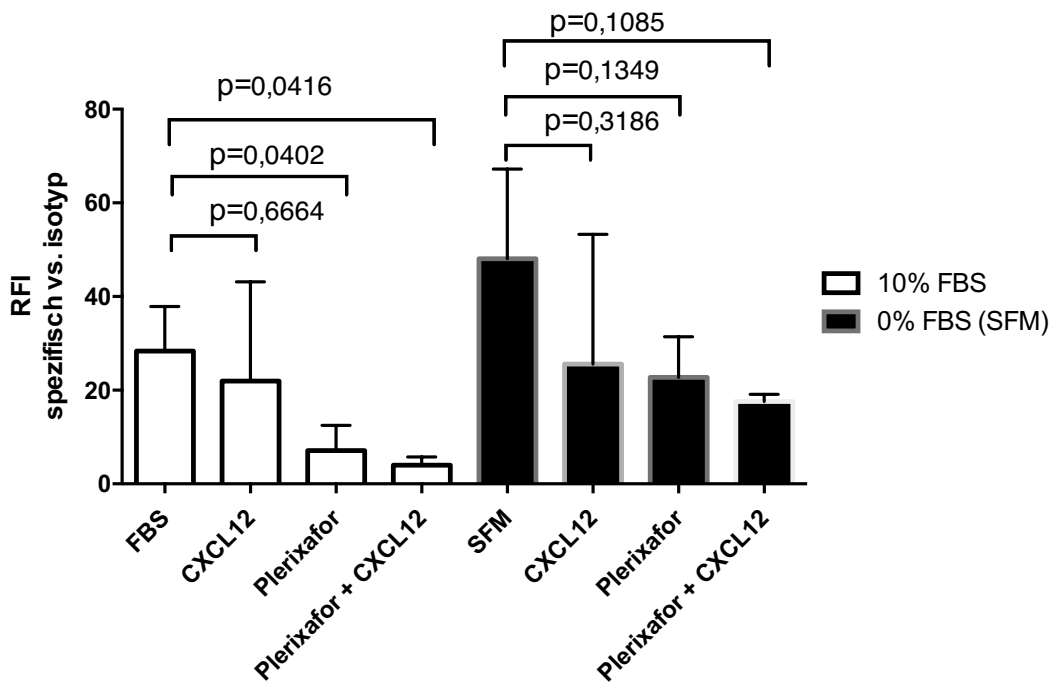 p=0,1085
p=0,1349
p=0,3186
p=0,0416
p=0,0402
p=0,6664
RFI
spezifisch vs. isotyp
80
60
40
20
0
FBS
CXCL12
Plerixafor
Plerixafor + CXCL12
SFM
CXCL12
Plerixafor
Plerixafor + CXCL12
10% FBS
0% FBS (SFM)